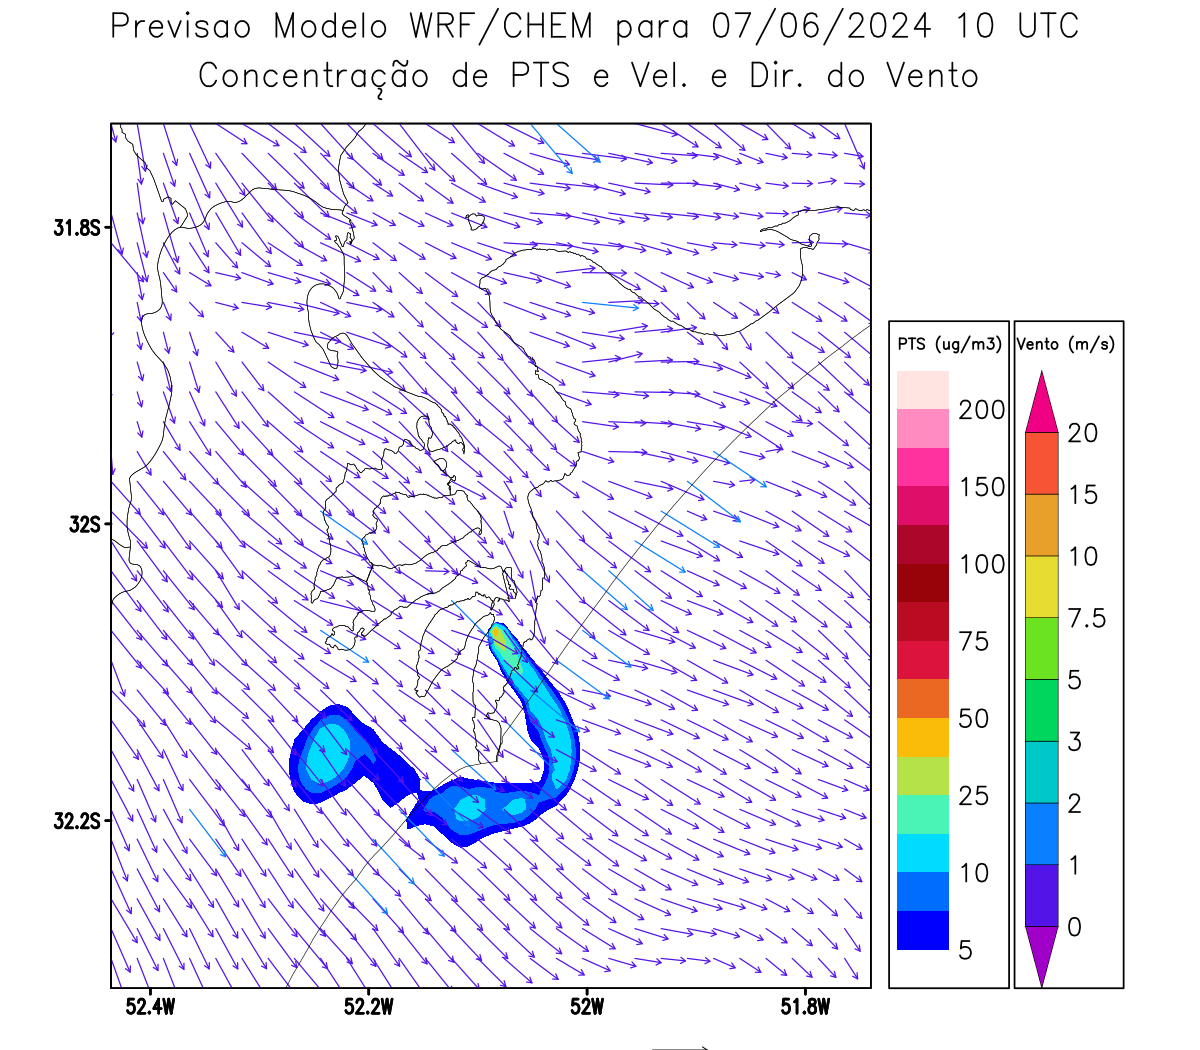 Previsao Modelo WRF/CHEM para 07/06/2024 10 UTC
Concentração de PTS e Vel. e Dir. do Vento
31.8S
32S
32.2S
52.4W 52.2W 52W 51.8W
PTS (ug/m3)
200
150
100
75
50
25
10
5
Vento (m/s)
20
15
10
7.5
5
3
2
1
0